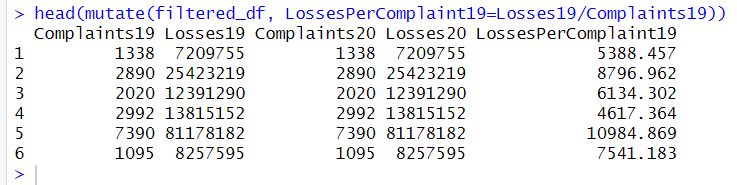 > head(mutate(filtered_df, LossesPerComplaint19=Losses19/Complaints19))
Complaints19 Losses19 Complaints20 Losses20 LossesPerComplaint19
1 1338 7209755 1338 7209755 5388.457
2 2890 25423219 2890 25423219 8796.962
3 2020 12391290 2020 12391290 6134.302
4 2992 13815152 2992 13815152 4617.364
5 7390 81178182 7390 81178182 10984.869
6 1095 8257595 1095 8257595 7541.183
>